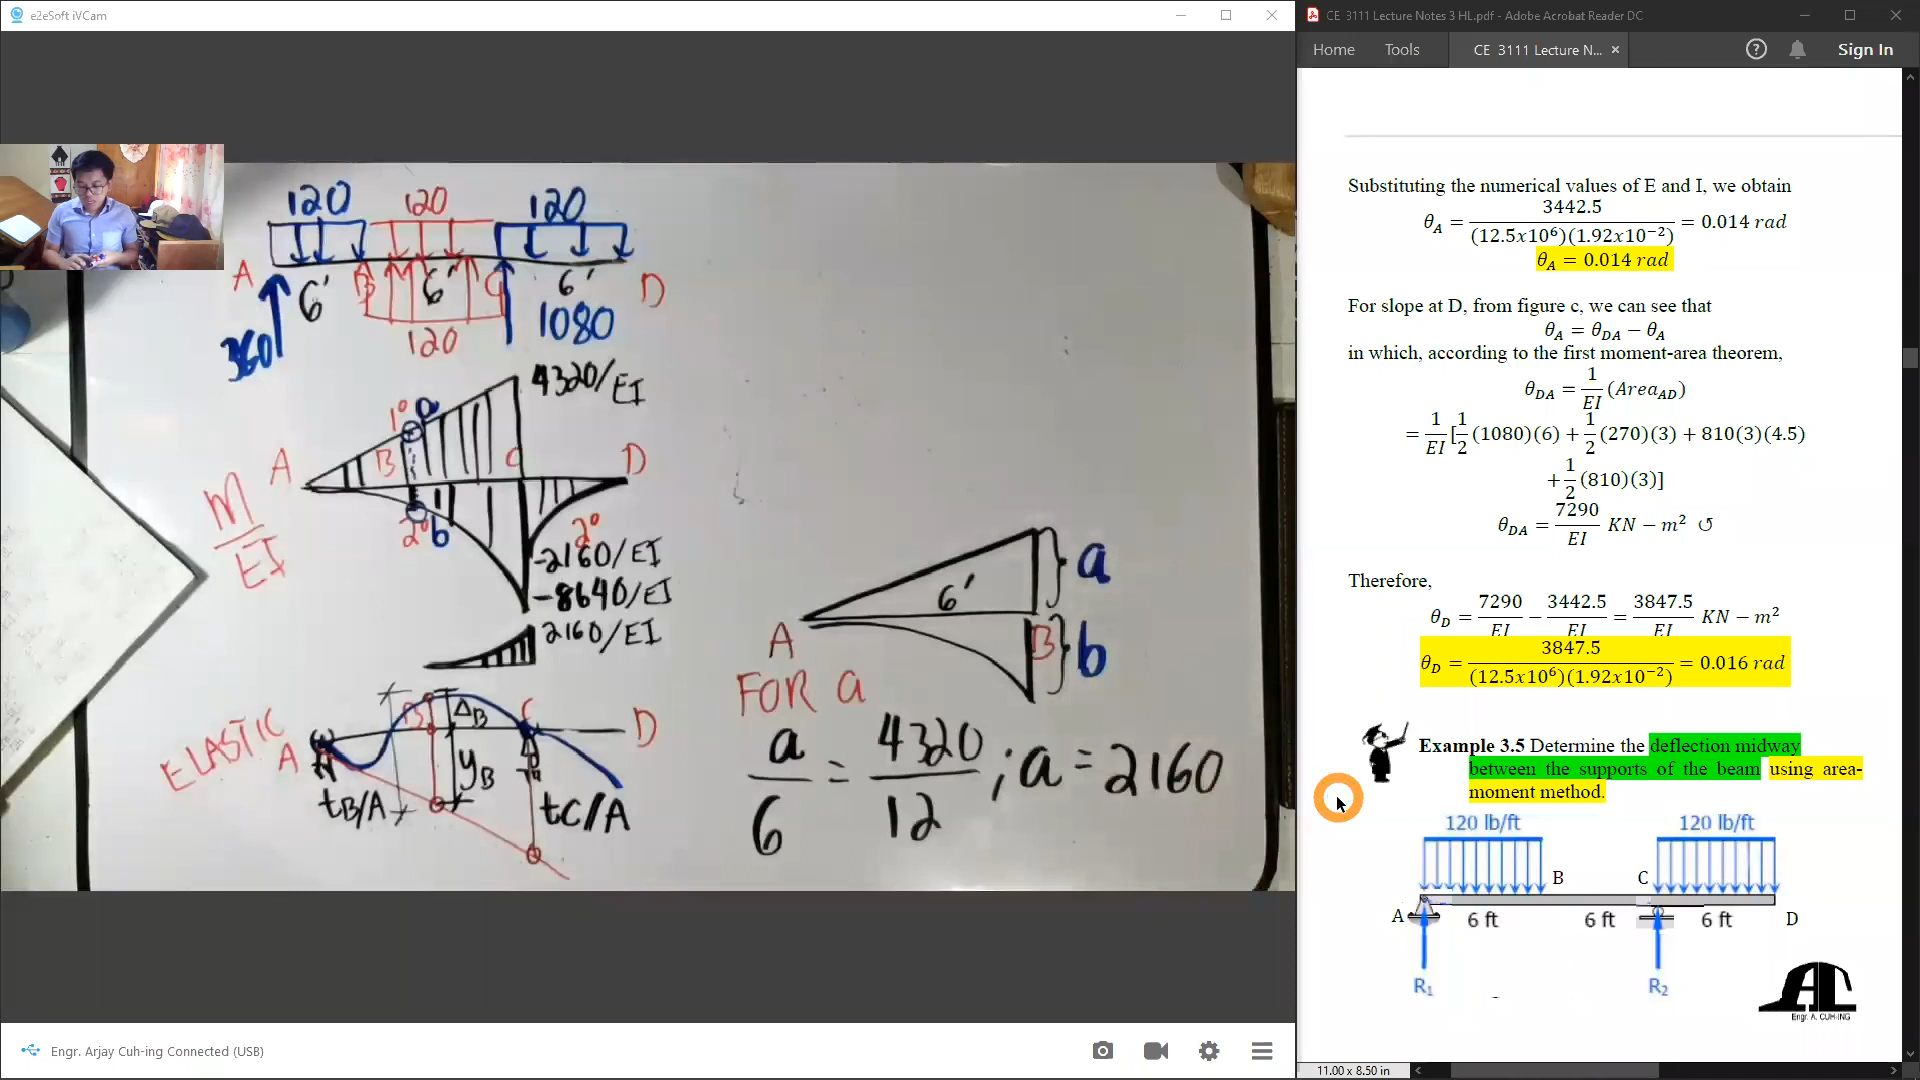 e2eSoft iVCam
120 120 120
A 6' B 6' C 6' D
360 120 1080
4320/EI
1° a
A B C D
M/EI
2° b 2°
-2160/EI
-8640/EI
2160/EI
ELASTIC
A B ΔB C D
yB
tB/A tC/A
6'
a
A B b
FOR a
a/6 = 4320/12 ; a = 2160
Engr. Arjay Cuh-ing Connected (USB)
CE 3111 Lecture Notes 3 HL.pdf - Adobe Acrobat Reader DC
Home Tools CE 3111 Lecture N... × ? Sign In
Substituting the numerical values of E and I, we obtain
θA = 3442.5/(12.5x10⁶)(1.92x10⁻²) = 0.014 rad
θA = 0.014 rad
For slope at D, from figure c, we can see that
θA = θDA − θA
in which, according to the first moment-area theorem,
θDA = 1/EI (AreaAD)
= 1/EI [1/2 (1080)(6) + 1/2 (270)(3) + 810(3)(4.5)
+ 1/2 (810)(3)]
θDA = 7290/EI KN − m² ↺
Therefore,
θD = 7290/EI − 3442.5/EI = 3847.5/EI KN − m²
θD = 3847.5/(12.5x10⁶)(1.92x10⁻²) = 0.016 rad
Example 3.5 Determine the deflection midway
between the supports of the beam using area-
moment method.
120 lb/ft 120 lb/ft
B C
A 6 ft 6 ft 6 ft D
R₁ R₂
AC
Engr. A. CUH-ING
11.00 x 8.50 in